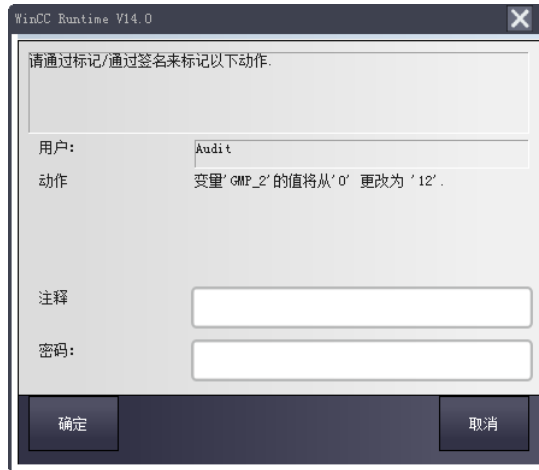 WinCC Runtime V14.0
请通过标记/通过签名来标记以下动作.
用户: Audit
动作 变量'GMP_2'的值将从'0' 更改为 '12'.
注释
密码:
确定 取消